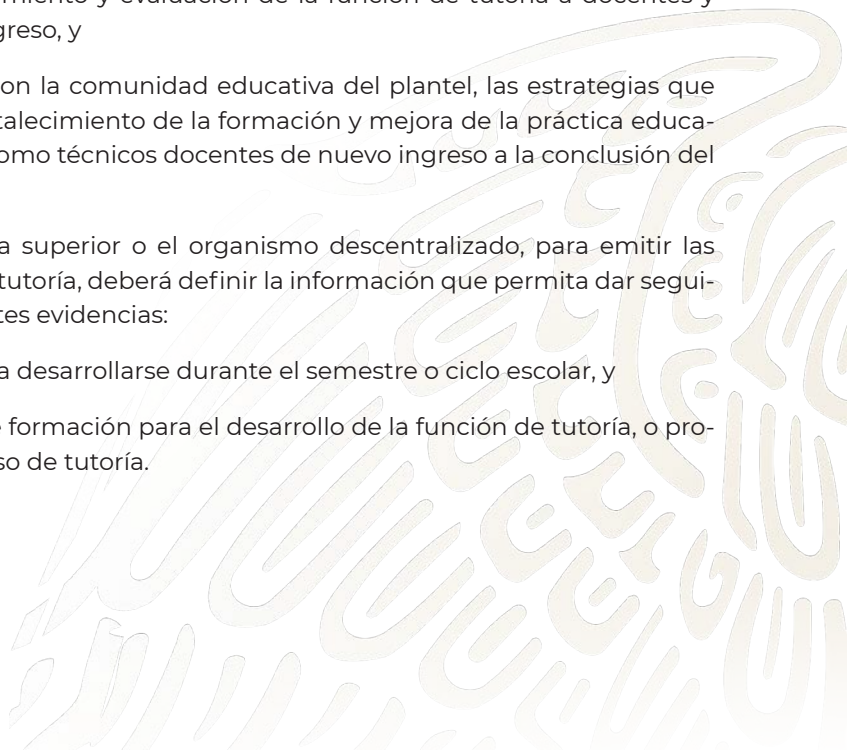 y evaluación de la función de tutoría a docentes y
greso, y
on la comunidad educativa del plantel, las estrategias que
talecimiento de la formación y mejora de la práctica educa-
omo técnicos docentes de nuevo ingreso a la conclusión del
a superior o el organismo descentralizado, para emitir las
tutoría, deberá definir la información que permita dar segui-
tes evidencias:
a desarrollarse durante el semestre o ciclo escolar, y
e formación para el desarrollo de la función de tutoría, o pro-
so de tutoría.